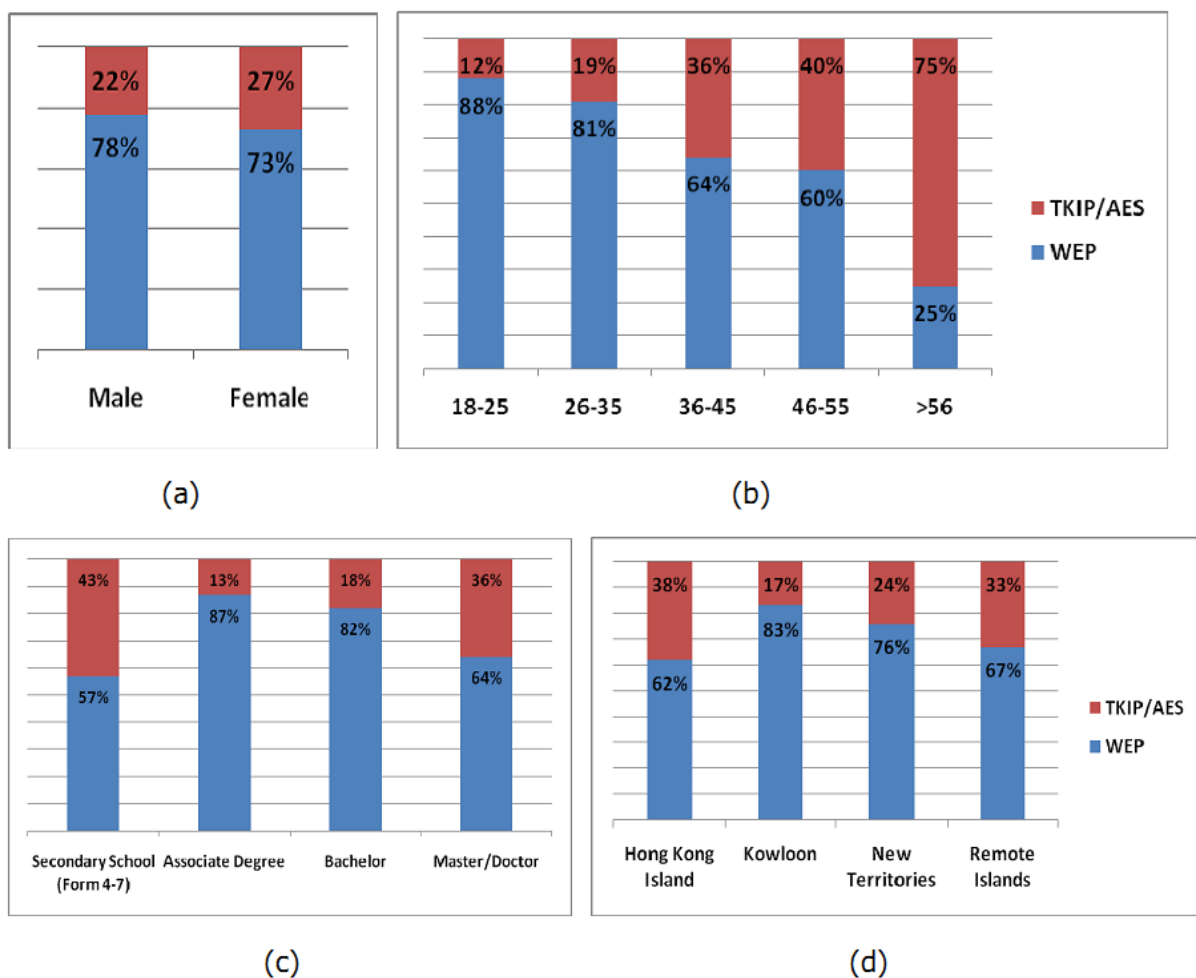 22% 27%
78% 73%
Male Female
(a)
12% 19% 36% 40% 75%
88% 81% 64% 60% 25%
TKIP/AES
WEP
18-25 26-35 36-45 46-55 >56
(b)
43% 13% 18% 36%
57% 87% 82% 64%
Secondary School Associate Degree Bachelor Master/Doctor
(Form 4-7)
(c)
38% 17% 24% 33%
62% 83% 76% 67%
TKIP/AES
WEP
Hong Kong Kowloon New Remote
Island Territories Islands
(d)